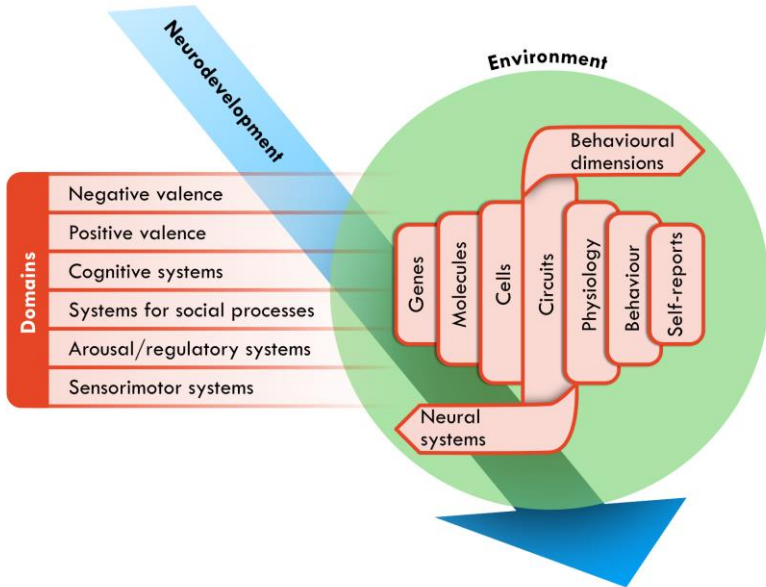 Neurodevelopment
Environment
Behavioural
dimensions
Domains
Negative valence
Positive valence
Cognitive systems
Systems for social processes
Arousal/regulatory systems
Sensorimotor systems
Genes
Molecules
Cells
Circuits
Physiology
Behaviour
Self-reports
Neural
systems